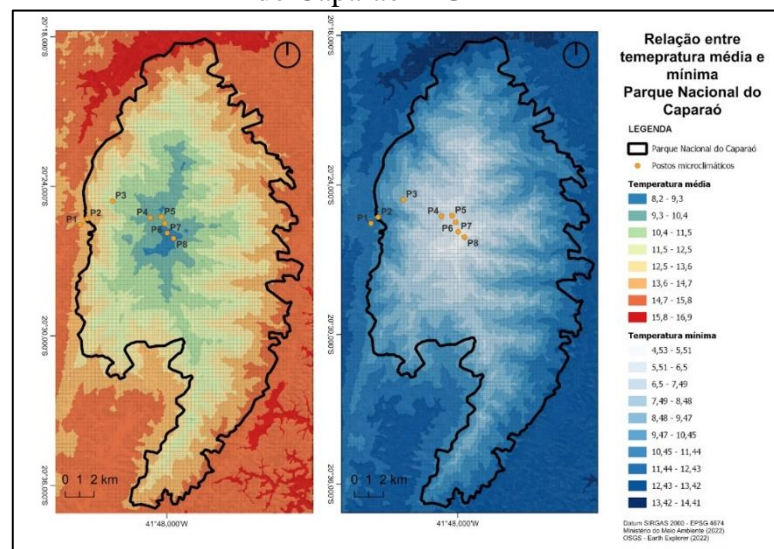 do Caparaó
20°18,000'S
20°24,000'S
20°30,000'S
20°36,000'S
P1
P2
P3
P4
P5
P6
P7
P8
0 1 2 km
41°48,000'W
20°18,000'S
20°24,000'S
20°30,000'S
20°36,000'S
P1
P2
P3
P4
P5
P6
P7
P8
0 1 2 km
41°48,000'W
Relação entre
temepratura média e
mínima
Parque Nacional do
Caparaó
LEGENDA
Parque Nacional do Caparaó
Postos microclimáticos
Temperatura média
8,2 - 9,3
9,3 - 10,4
10,4 - 11,5
11,5 - 12,5
12,5 - 13,6
13,6 - 14,7
14,7 - 15,8
15,8 - 16,9
Temperatura mínima
4,53 - 5,51
5,51 - 6,5
6,5 - 7,49
7,49 - 8,48
8,48 - 9,47
9,47 - 10,45
10,45 - 11,44
11,44 - 12,43
12,43 - 13,42
13,42 - 14,41
Datum SIRGAS 2000 - EPSG 4674
Ministério do Meio Ambiente (2022)
OSGS - Earth Explorer (2022)